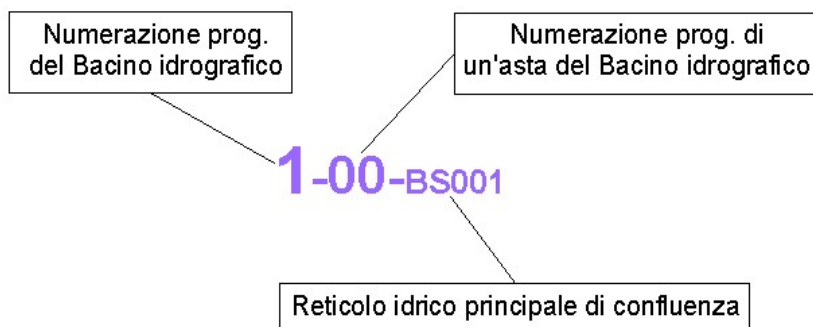 Numerazione prog.
del Bacino idrografico
Numerazione prog. di
un'asta del Bacino idrografico
1-00-BS001
Reticolo idrico principale di confluenza